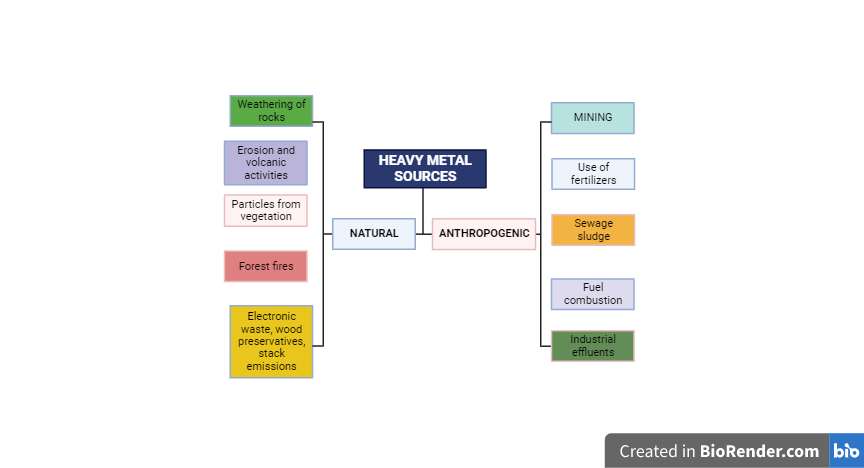 HEAVY METAL
SOURCES
NATURAL
ANTHROPOGENIC
Weathering of
rocks
Erosion and
volcanic
activities
Particles from
vegetation
Forest fires
Electronic
waste, wood
preservatives,
stack
emissions
MINING
Use of
fertilizers
Sewage
sludge
Fuel
combustion
Industrial
effluents
Created in BioRender.com bio